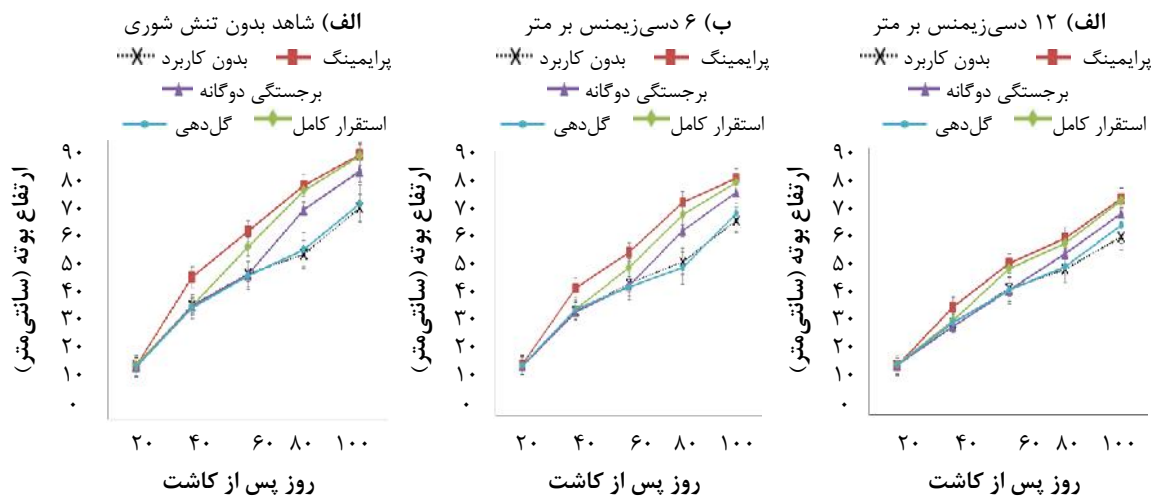 الف) شاهد بدون تنش شوری
پرایمینگ بدون کاربرد
برجستگی دوگانه
استقرار کامل گل‌دهی
ارتفاع بوته (سانتی‌متر)
۹۰
۸۰
۷۰
۶۰
۵۰
۴۰
۳۰
۲۰
۱۰
۰
۲۰ ۴۰ ۶۰ ۸۰ ۱۰۰
روز پس از کاشت
ب) ۶ دسی‌زیمنس بر متر
پرایمینگ بدون کاربرد
برجستگی دوگانه
استقرار کامل گل‌دهی
ارتفاع بوته (سانتی‌متر)
۹۰
۸۰
۷۰
۶۰
۵۰
۴۰
۳۰
۲۰
۱۰
۰
۲۰ ۴۰ ۶۰ ۸۰ ۱۰۰
روز پس از کاشت
الف) ۱۲ دسی‌زیمنس بر متر
پرایمینگ بدون کاربرد
برجستگی دوگانه
استقرار کامل گل‌دهی
ارتفاع بوته (سانتی‌متر)
۹۰
۸۰
۷۰
۶۰
۵۰
۴۰
۳۰
۲۰
۱۰
۰
۲۰ ۴۰ ۶۰ ۸۰ ۱۰۰
روز پس از کاشت